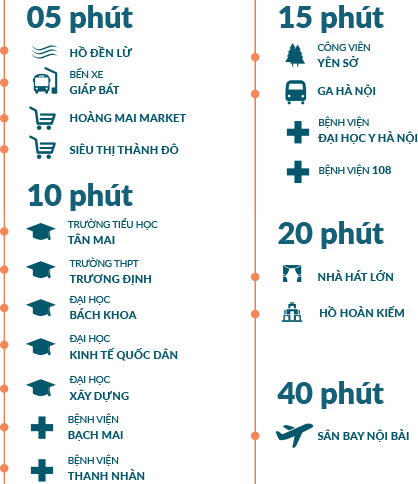 05 phút
HỒ ĐỀN LỪ
BẾN XE
GIÁP BÁT
HOÀNG MAI MARKET
SIÊU THỊ THÀNH ĐÔ
10 phút
TRƯỜNG TIỂU HỌC
TÂN MAI
TRƯỜNG THPT
TRƯƠNG ĐỊNH
ĐẠI HỌC
BÁCH KHOA
ĐẠI HỌC
KINH TẾ QUỐC DÂN
ĐẠI HỌC
XÂY DỰNG
BỆNH VIỆN
BẠCH MAI
BỆNH VIỆN
THANH NHÀN
15 phút
CÔNG VIÊN
YÊN SỞ
GA HÀ NỘI
BỆNH VIỆN
ĐẠI HỌC Y HÀ NỘI
BỆNH VIỆN 108
20 phút
NHÀ HÁT LỚN
HỒ HOÀN KIẾM
40 phút
SÂN BAY NỘI BÀI